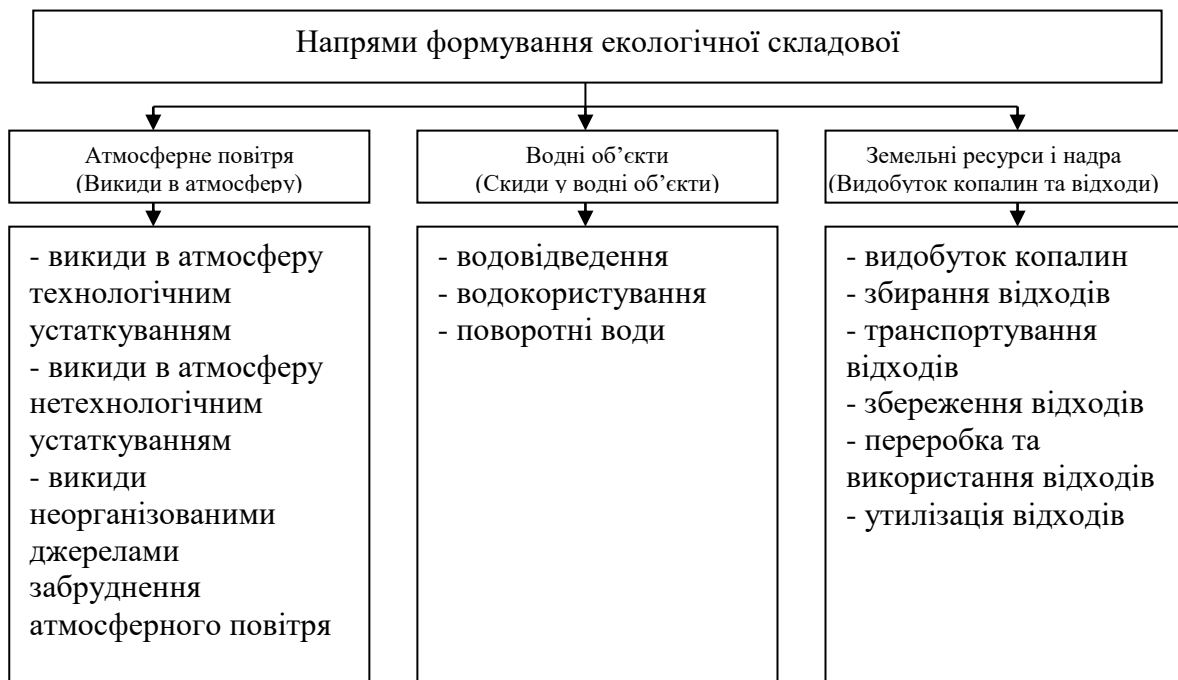 Напрями формування екологічної складової
Атмосферне повітря
(Викиди в атмосферу)
Водні об’єкти
(Скиди у водні об’єкти)
Земельні ресурси і надра
(Видобуток копалин та відходи)
- викиди в атмосферу
технологічним
устаткуванням
- викиди в атмосферу
нетехнологічним
устаткуванням
- викиди
неорганізованими
джерелами
забруднення
атмосферного повітря
- водовідведення
- водокористування
- поворотні води
- видобуток копалин
- збирання відходів
- транспортування
відходів
- збереження відходів
- переробка та
використання відходів
- утилізація відходів